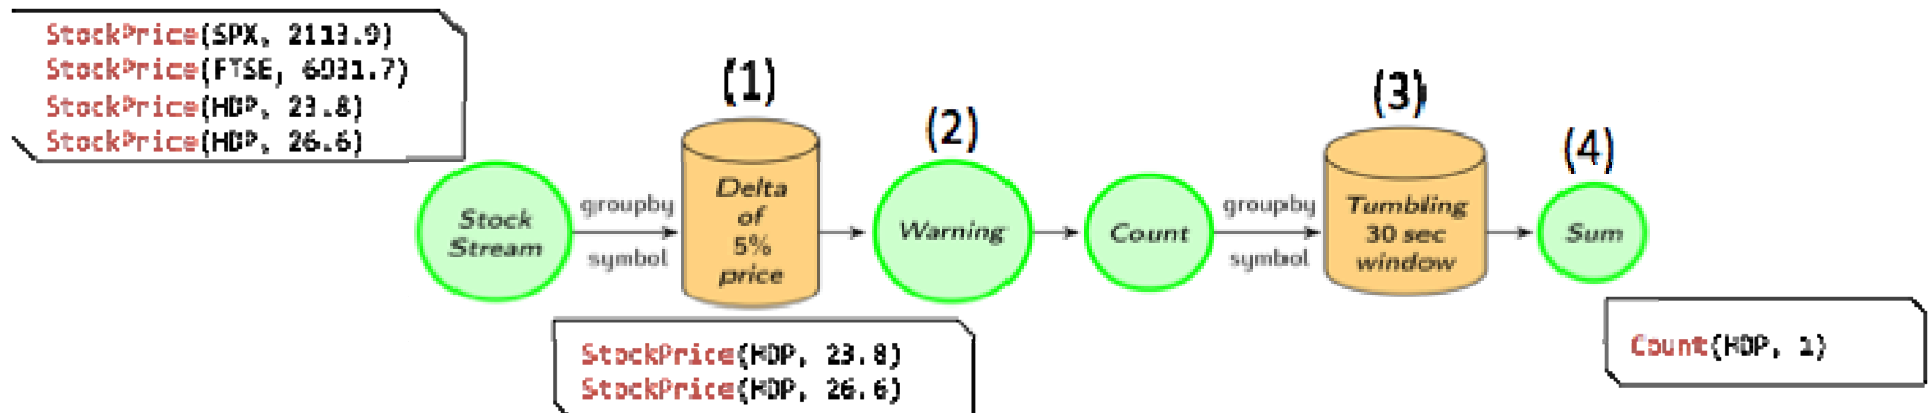 StockPrice(SPX, 2113.9)
StockPrice(FTSE, 6931.7)
StockPrice(HDP, 23.8)
StockPrice(HDP, 26.6)
(1)
(2)
(3)
(4)
Stock
Stream
groupby
symbol
Delta
of
5%
price
Warning
Count
groupby
symbol
Tumbling
30 sec
window
Sum
StockPrice(HDP, 23.8)
StockPrice(HDP, 26.6)
Count(HDP, 1)